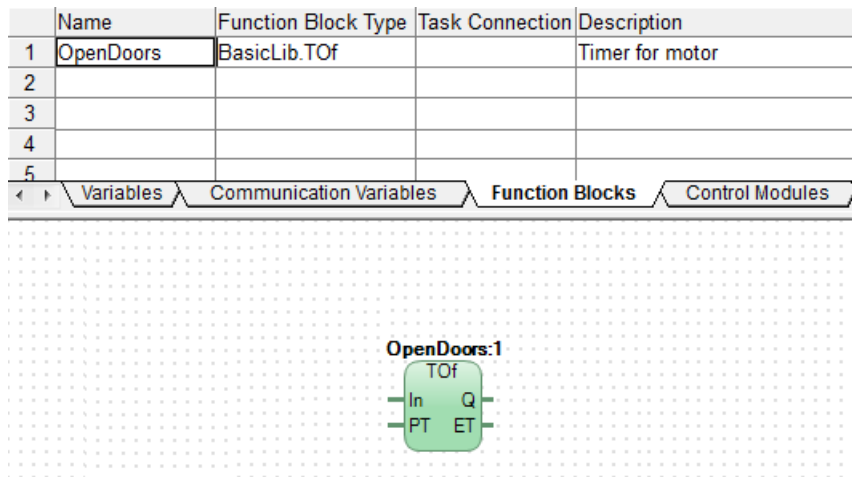 Name Function Block Type Task Connection Description
1 OpenDoors BasicLib.TOf Timer for motor
2
3
4
5
Variables Communication Variables Function Blocks Control Modules
OpenDoors:1
TOf
In Q
PT ET